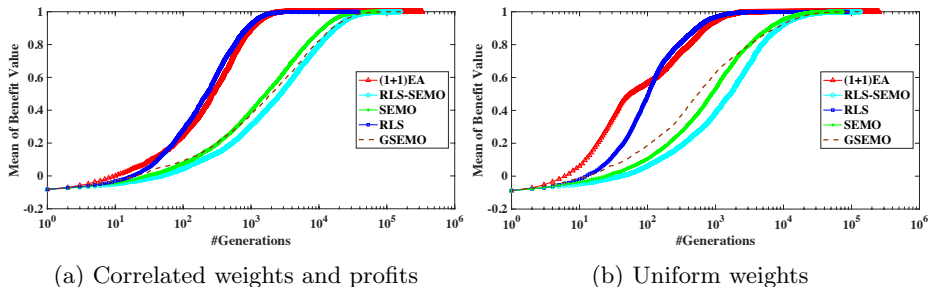 Mean of Benefit Value
1
0.8
0.6
0.4
0.2
0
-0.2
10^0
10^1
10^2
10^3
10^4
10^5
10^6
#Generations
(1+1)EA
RLS-SEMO
SEMO
RLS
GSEMO
(a) Correlated weights and profits
Mean of Benefit Value
1
0.8
0.6
0.4
0.2
0
-0.2
10^0
10^1
10^2
10^3
10^4
10^5
10^6
#Generations
(1+1)EA
RLS-SEMO
RLS
SEMO
GSEMO
(b) Uniform weights